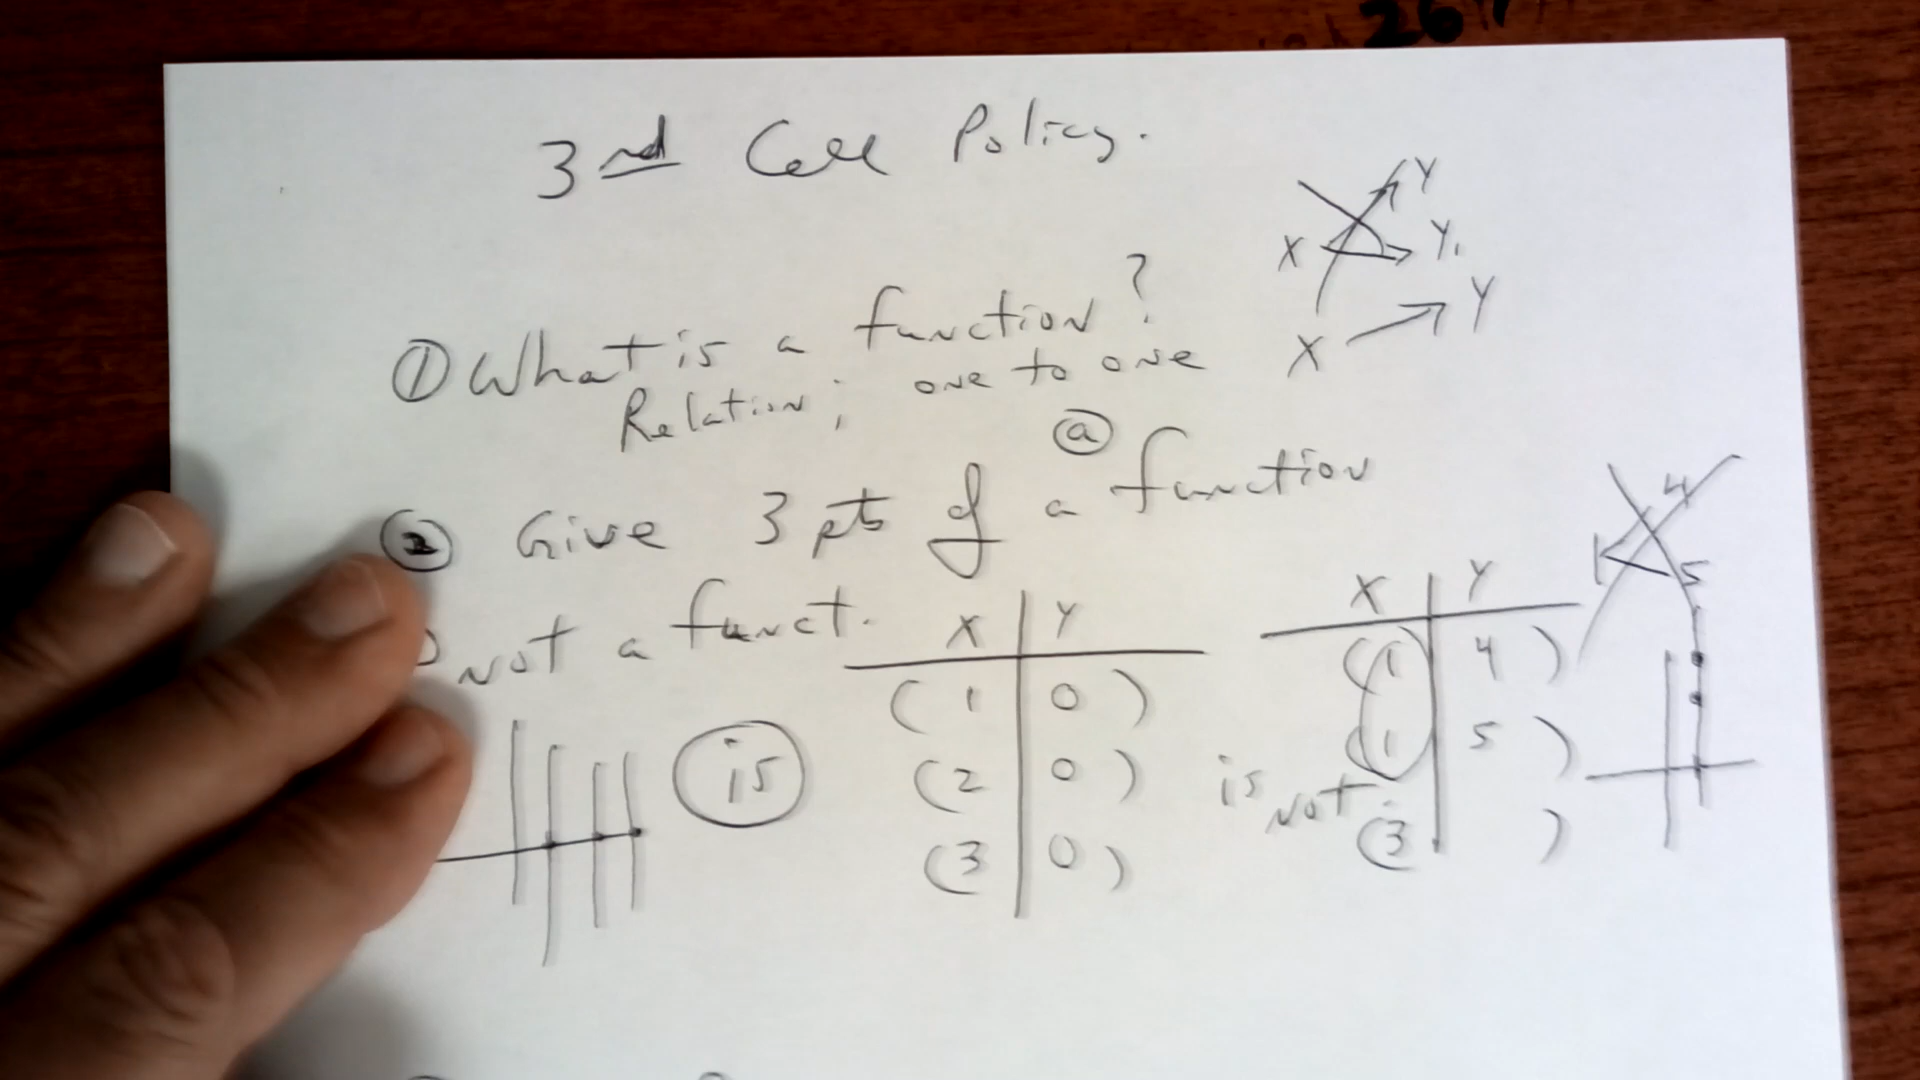 3nd Cell Policy.
X Y
Y1
X Y
① What is a function?
Relation; one to one
② Give 3 pts of a ⓐ function
not a funct.
is
X Y
(1 0)
(2 0)
(3 0)
is not
X Y
(1 4)
(1 5)
(3 )
1 4
5